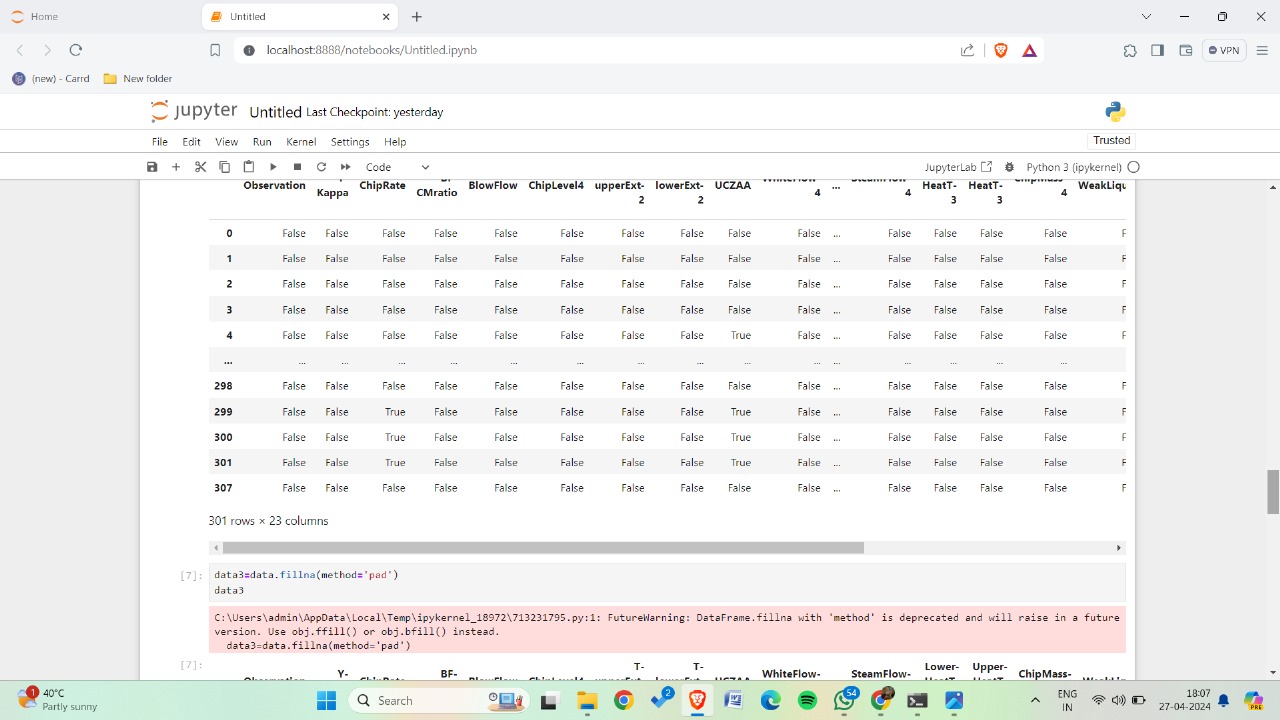 Home
Untitled
localhost:8888/notebooks/Untitled.ipynb
VPN
(new) - Carrd New folder
jupyter Untitled Last Checkpoint: yesterday
File Edit View Run Kernel Settings Help
Trusted
Code
JupyterLab Python 3 (ipykernel)
Observation Kappa ChipRate CMratio BlowFlow ChipLevel4 upperExt-2 lowerExt-2 UCZAA WhiteFlow-4 ... SteamFlow-4 HeatT-3 HeatT-3 ChipMass-4 WeakLiqu
0 False False False False False False False False False False ... False False False False F
1 False False False False False False False False False False ... False False False False F
2 False False False False False False False False False False ... False False False False F
3 False False False False False False False False False False ... False False False False F
4 False False False False False False False False True False ... False False False False F
... ... ... ... ... ... ... ... ... ... ... ... ... ... ... ...
298 False False False False False False False False False False ... False False False False F
299 False False True False False False False False True False ... False False False False F
300 False False True False False False False False True False ... False False False False F
301 False False True False False False False False True False ... False False False False F
307 False False False False False False False False False False ... False False False False F
301 rows × 23 columns
[7]: data3=data.fillna(method='pad')
data3
C:\Users\admin\AppData\Local\Temp\ipykernel_18972\713231795.py:1: FutureWarning: DataFrame.fillna with 'method' is deprecated and will raise in a future
version. Use obj.ffill() or obj.bfill() instead.
data3=data.fillna(method='pad')
[7]:
Y- BF- T- T- WhiteFlow- SteamFlow- Lower- Upper- ChipMass-
Observation ChipRate UCZAA
1 40°C
Partly sunny
Search
2
54
ENG
IN
18:07
27-04-2024
PRE